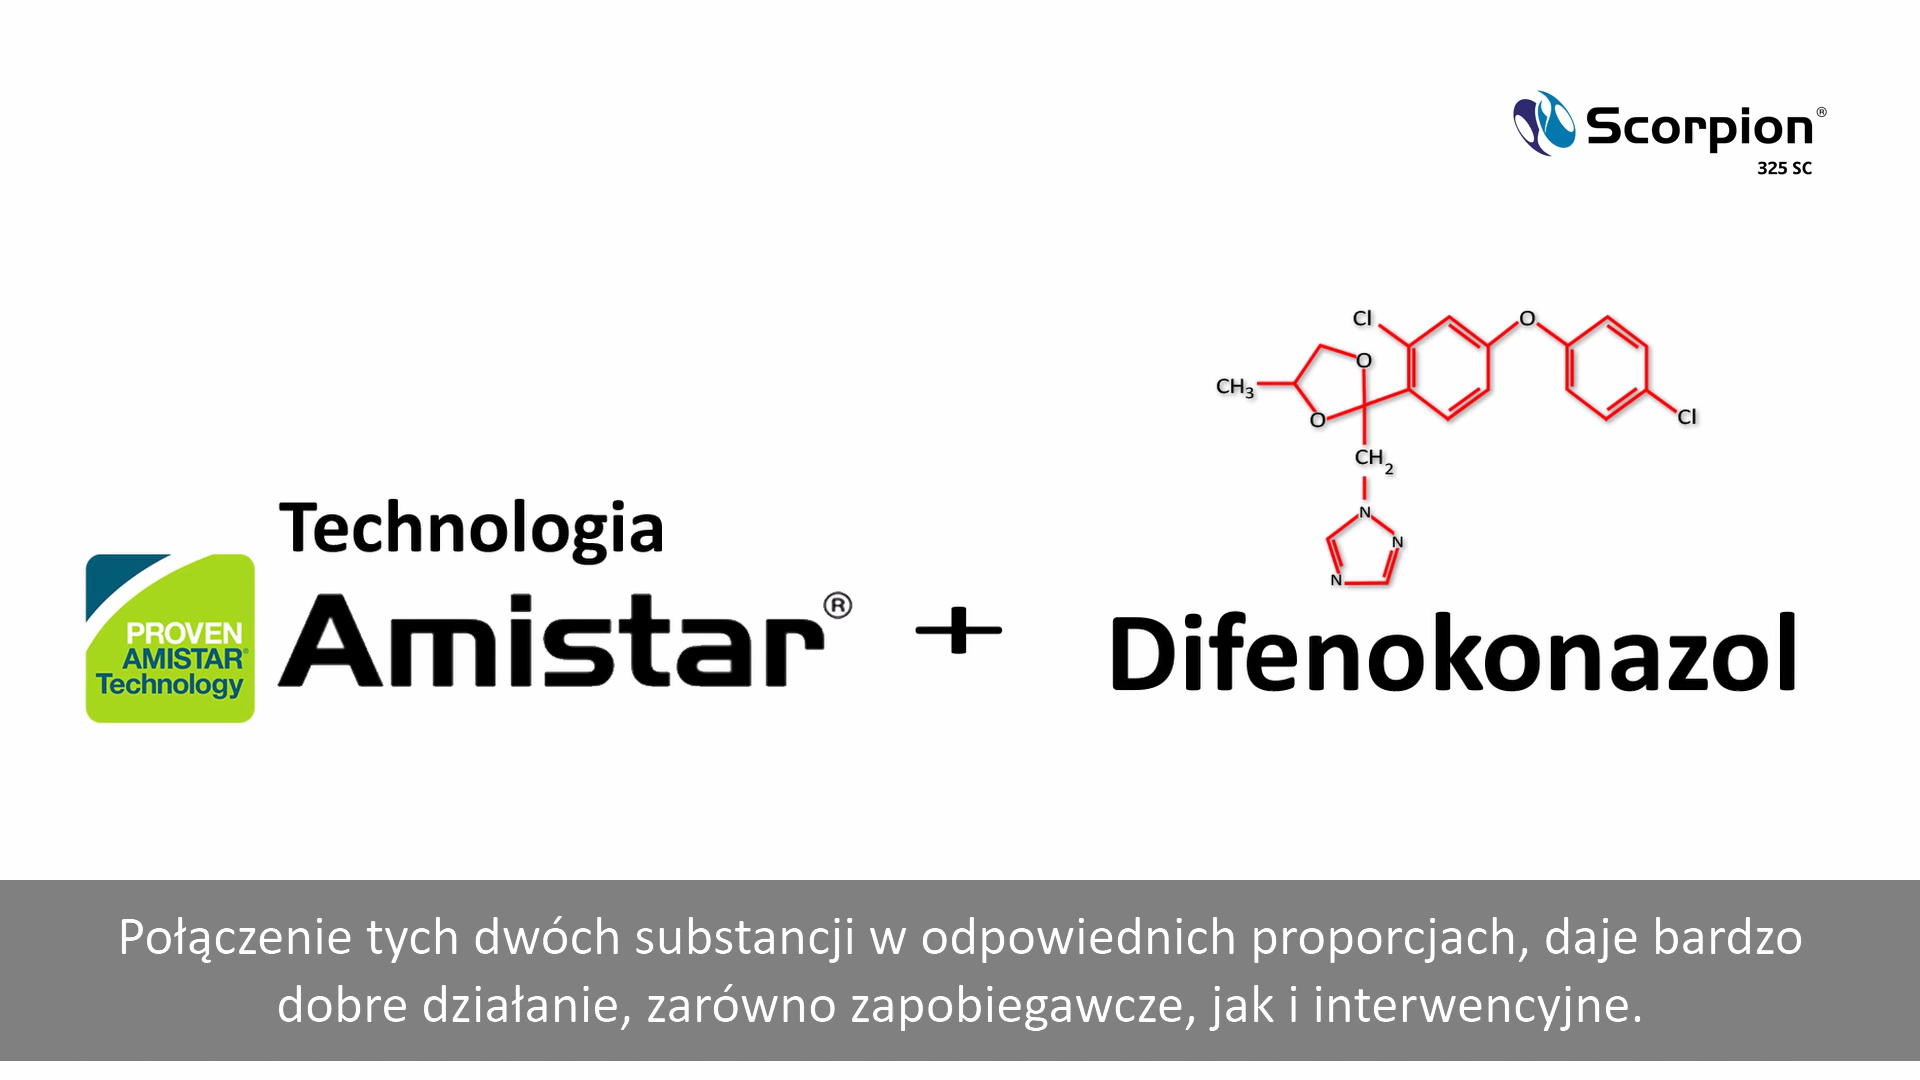 Scorpion®
325 SC
Cl
O
O
CH3
O
Cl
CH2
N
N
N
Technologia
Amistar®
+
Difenokonazol
PROVEN
AMISTAR®
Technology
Połączenie tych dwóch substancji w odpowiednich proporcjach, daje bardzo
dobre działanie, zarówno zapobiegawcze, jak i interwencyjne.